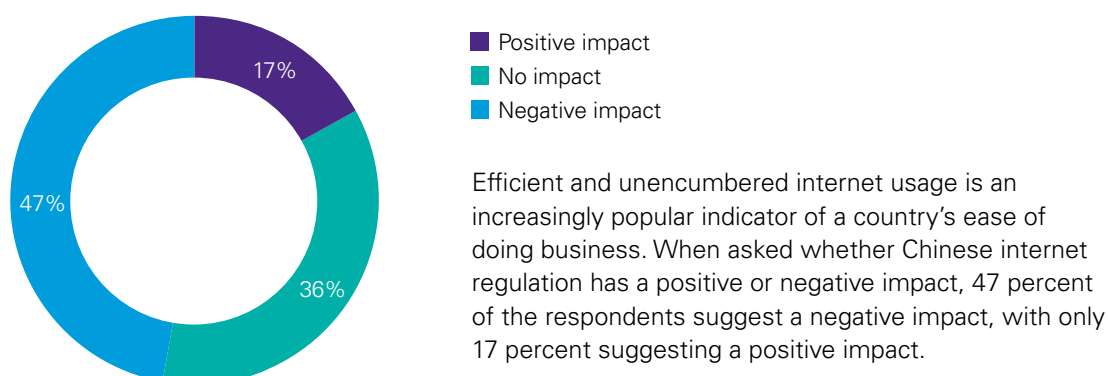 17%
36%
47%
Positive impact
No impact
Negative impact
Efficient and unencumbered internet usage is an
increasingly popular indicator of a country's ease of
doing business. When asked whether Chinese internet
regulation has a positive or negative impact, 47 percent
of the respondents suggest a negative impact, with only
17 percent suggesting a positive impact.